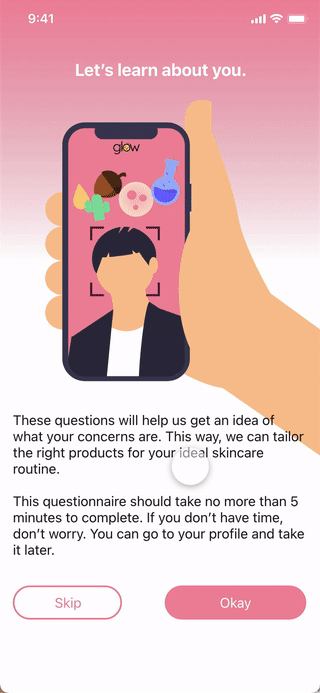 9:41
Let’s learn about you.
glow
These questions will help us get an idea of
what your concerns are. This way, we can tailor
the right products for your ideal skincare
routine.
This questionnaire should take no more than 5
minutes to complete. If you don’t have time,
don’t worry. You can go to your profile and take
it later.
Skip
Okay